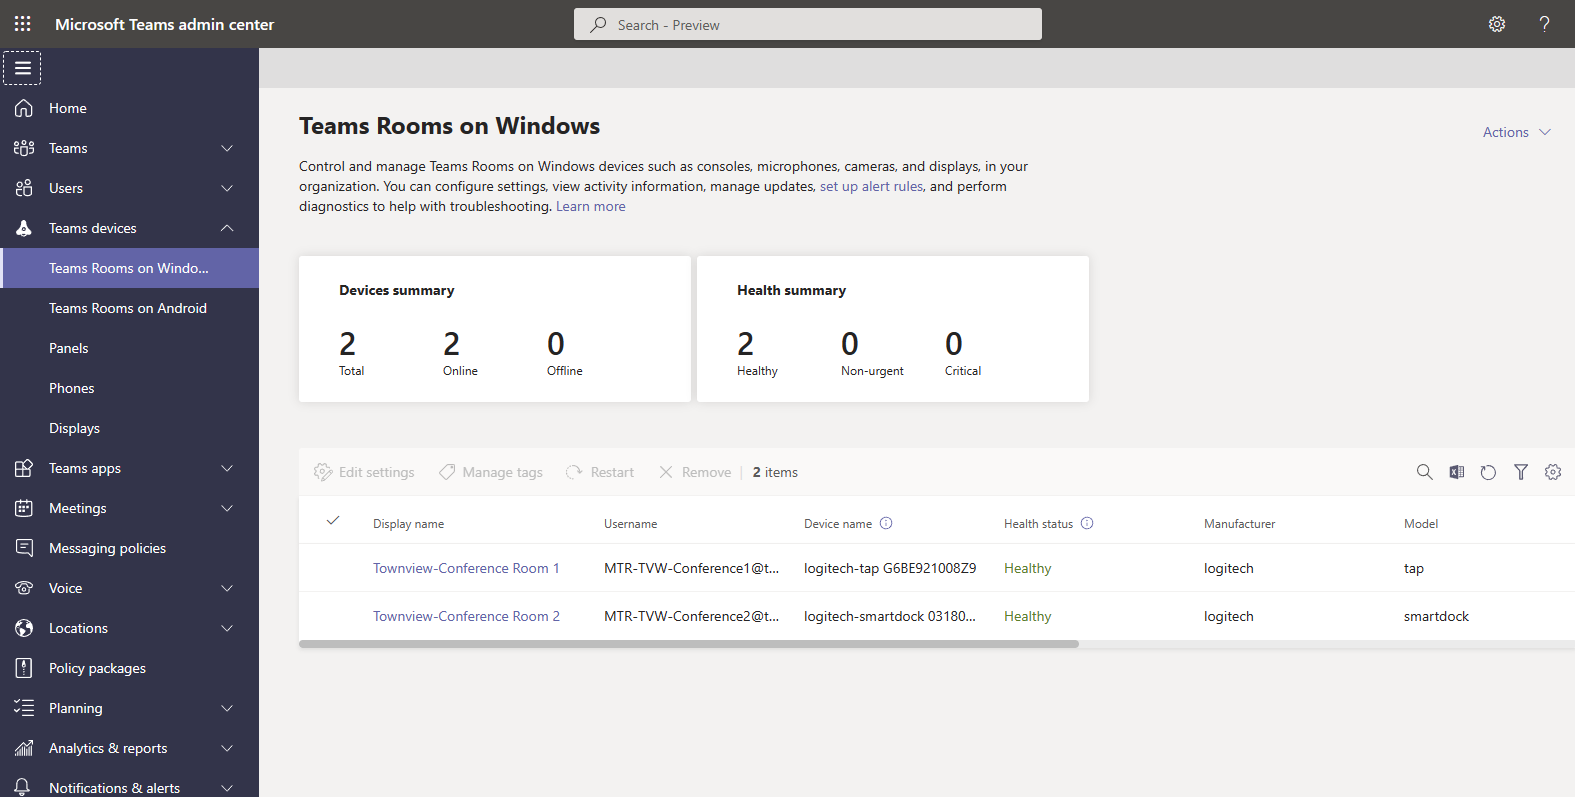 Microsoft Teams admin center
Search - Preview
?
Home
Teams
Users
Teams devices
Teams Rooms on Windo...
Teams Rooms on Android
Panels
Phones
Displays
Teams apps
Meetings
Messaging policies
Voice
Locations
Policy packages
Planning
Analytics & reports
Notifications & alerts
Teams Rooms on Windows
Actions
Control and manage Teams Rooms on Windows devices such as consoles, microphones, cameras, and displays, in your
organization. You can configure settings, view activity information, manage updates, set up alert rules, and perform
diagnostics to help with troubleshooting. Learn more
Devices summary
2 2 0
Total Online Offline
Health summary
2 0 0
Healthy Non-urgent Critical
Edit settings Manage tags Restart Remove 2 items
Display name Username Device name Health status Manufacturer Model
Townview-Conference Room 1 MTR-TVW-Conference1@t... logitech-tap G6BE921008Z9 Healthy logitech tap
Townview-Conference Room 2 MTR-TVW-Conference2@t... logitech-smartdock 03180... Healthy logitech smartdock